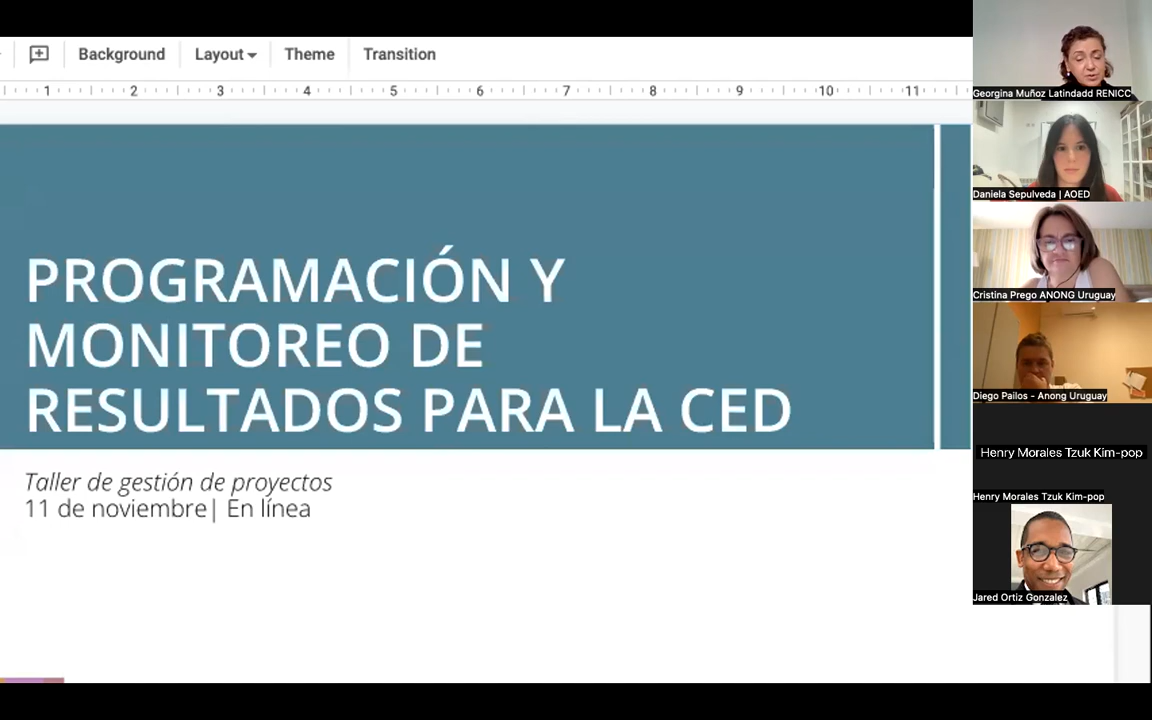 Background Layout Theme Transition
1 2 3 4 5 6 7 8 9 10 11
PROGRAMACIÓN Y
MONITOREO DE
RESULTADOS PARA LA CED
Taller de gestión de proyectos
11 de noviembre| En línea
Georgina Muñoz Latindadd RENICC
Daniela Sepulveda | AOED
Cristina Prego ANONG Uruguay
Diego Pailos - Anong Uruguay
Henry Morales Tzuk Kim-pop
Henry Morales Tzuk Kim-pop
Jared Ortiz Gonzalez